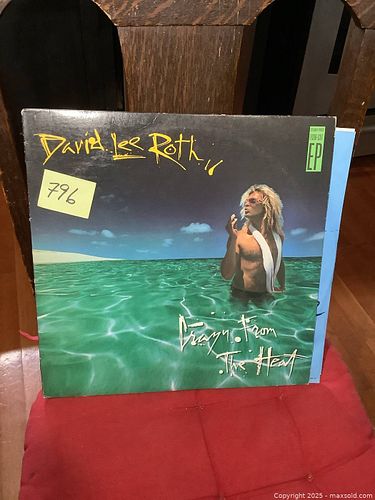 David Lee Roth
EP
796
Crazy From
The Heat
Copyright 2025 - maxsold.com